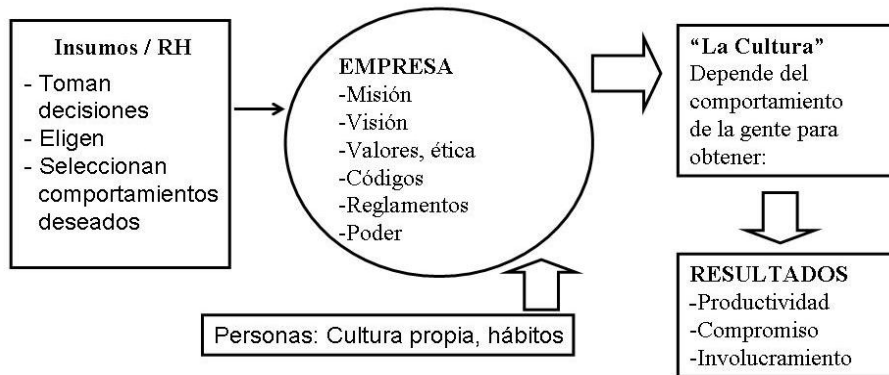 Insumos / RH
- Toman
decisiones
- Eligen
- Seleccionan
comportamientos
deseados
EMPRESA
-Misión
-Visión
-Valores, ética
-Códigos
-Reglamentos
-Poder
Personas: Cultura propia, hábitos
“La Cultura”
Depende del
comportamiento
de la gente para
obtener:
RESULTADOS
-Productividad
-Compromiso
-Involucramiento